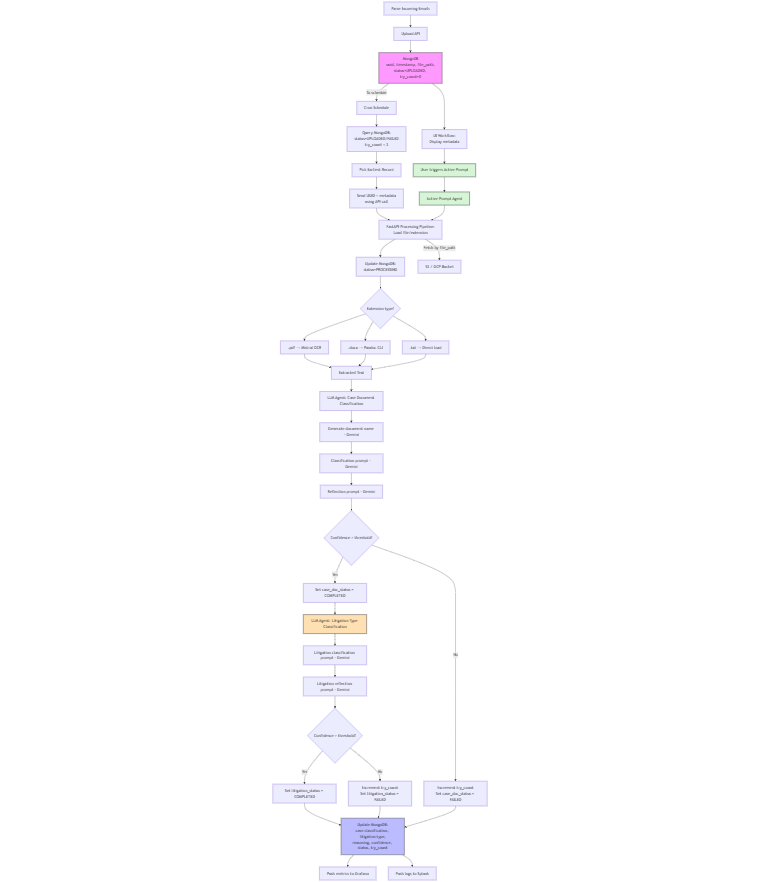 Parse Incoming Emails
Upload API
MongoDB
uuid, timestamp, file_path,
status=UPLOADED
try_count=0
To scheduler
Cron Schedule
UI Workflow:
Display metadata
Query MongoDB:
status=UPLOADED/FAILED
try_count < 3
Pick Earliest Record
User triggers Active Prompt
Send UUID + metadata
using API call
Active Prompt Agent
FastAPI Processing Pipeline:
Load File Extension
Fetch by file_path
Update MongoDB:
status=PROCESSING
S3 / GCP Bucket
Extension type?
.pdf → Mistral OCR
.docx → Pandoc CLI
.txt → Direct Load
Extracted Text
LLM Agent: Case Document
Classification
Generate document name
- Gemini
Classification prompt -
Gemini
Reflection prompt - Gemini
Confidence > threshold?
Yes
Set case_doc_status =
COMPLETED
LLM Agent: Litigation Type
Classification
Litigation classification
prompt - Gemini
No
Litigation reflection
prompt - Gemini
Confidence > threshold?
Yes
No
Set litigation_status =
COMPLETED
Increment try_count
Set litigation_status =
FAILED
Increment try_count
Set case_doc_status =
FAILED
Update MongoDB:
case classification,
litigation type,
reasoning, confidence,
status, try_count
Push metrics to Grafana
Push logs to Splunk